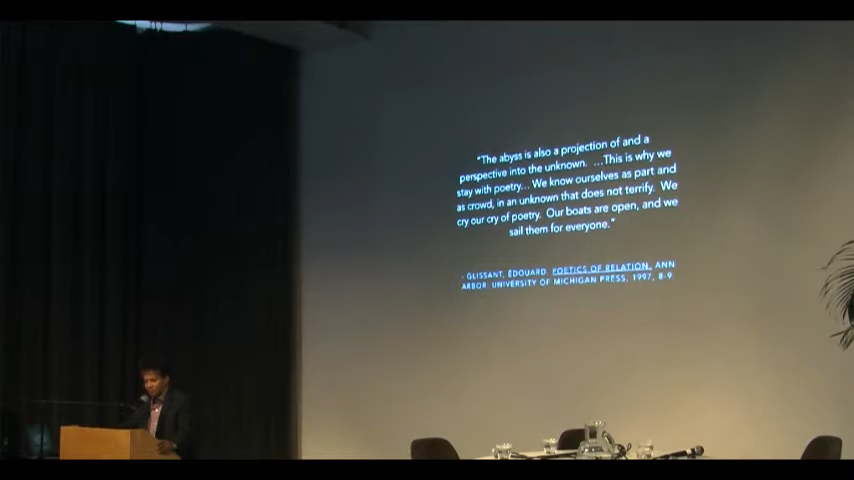 "The abyss is also a projection of and a
perspective into the unknown. ...This is why we
stay with poetry... We know ourselves as part and
as crowd, in an unknown that does not terrify. We
cry our cry of poetry. Our boats are open, and we
sail them for everyone."
- GLISSANT, ÉDOUARD. POETICS OF RELATION. ANN
ARBOR: UNIVERSITY OF MICHIGAN PRESS, 1997, 8-9